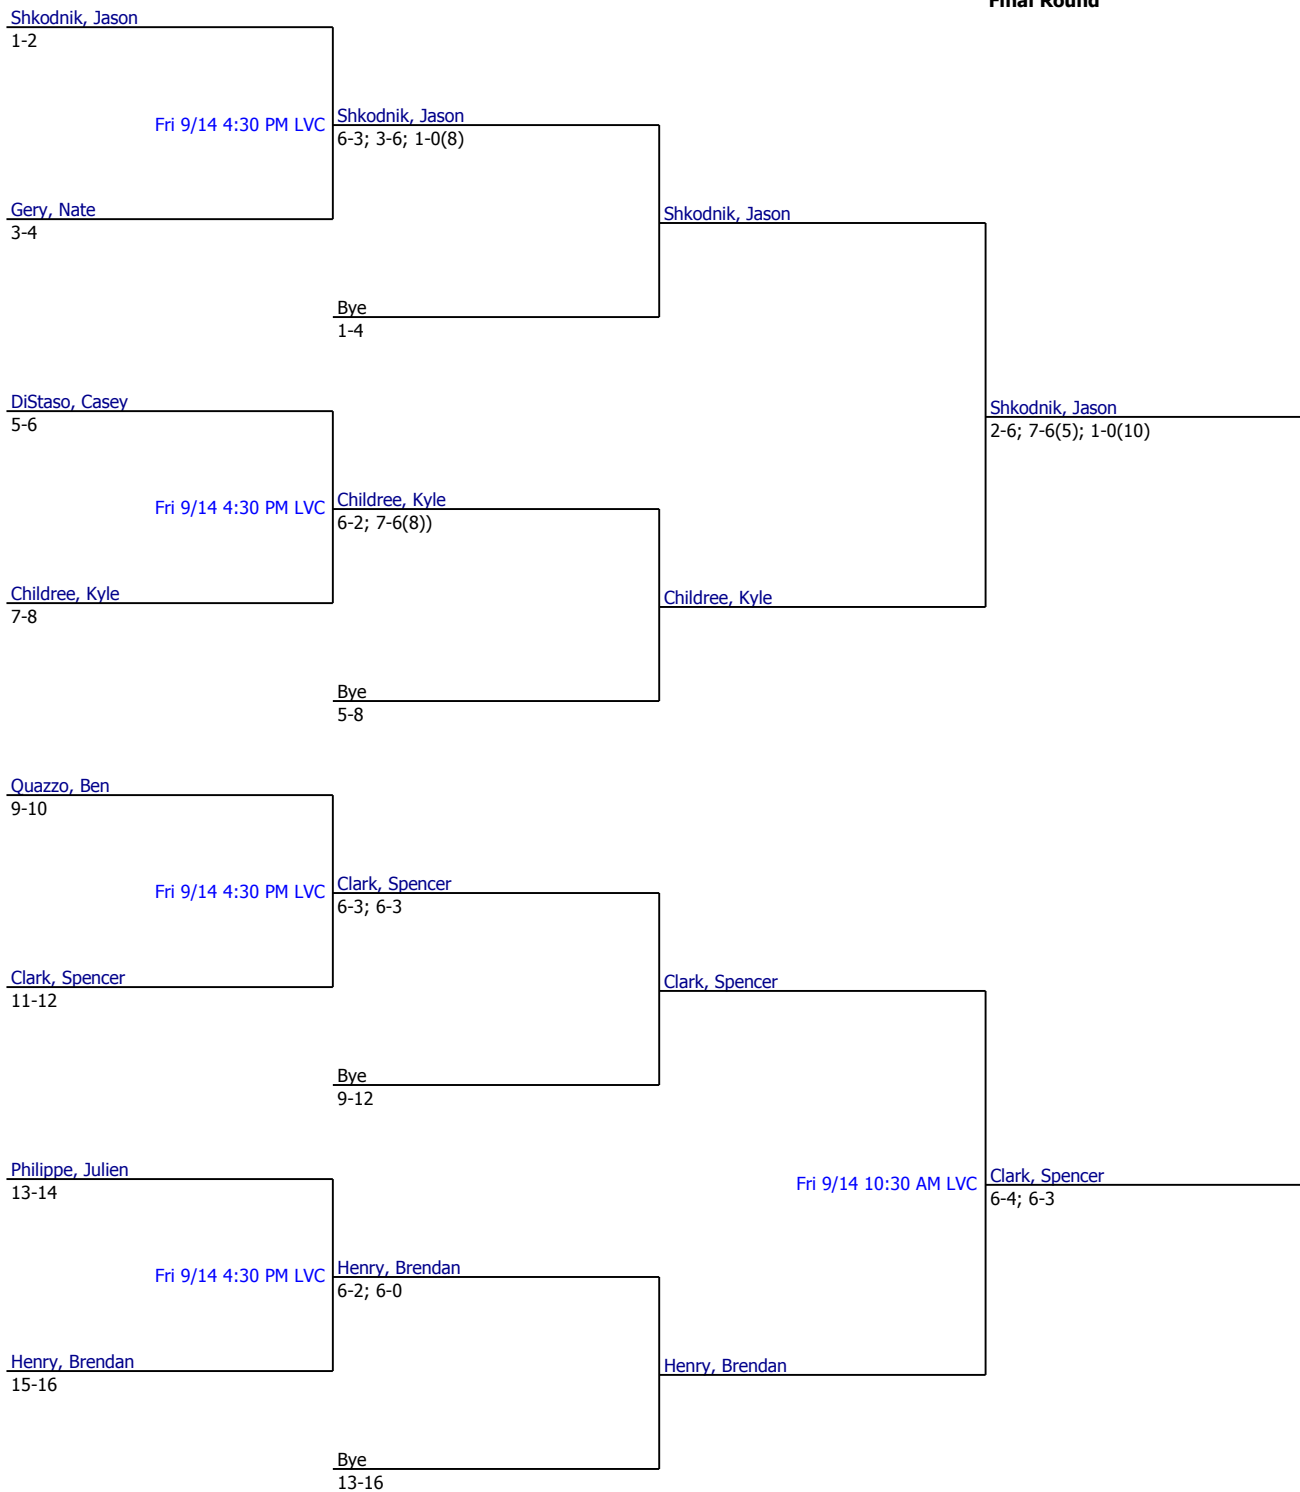 Final Round
Shkodnik, Jason
1-2
Fri 9/14 4:30 PM LVC
Shkodnik, Jason
6-3; 3-6; 1-0(8)
Gery, Nate
3-4
Shkodnik, Jason
Bye
1-4
DiStaso, Casey
5-6
Shkodnik, Jason
2-6; 7-6(5); 1-0(10)
Fri 9/14 4:30 PM LVC
Childree, Kyle
6-2; 7-6(8))
Childree, Kyle
7-8
Childree, Kyle
Bye
5-8
Quazzo, Ben
9-10
Fri 9/14 4:30 PM LVC
Clark, Spencer
6-3; 6-3
Clark, Spencer
11-12
Clark, Spencer
Bye
9-12
Philippe, Julien
13-14
Fri 9/14 10:30 AM LVC
Clark, Spencer
6-4; 6-3
Fri 9/14 4:30 PM LVC
Henry, Brendan
6-2; 6-0
Henry, Brendan
15-16
Henry, Brendan
Bye
13-16